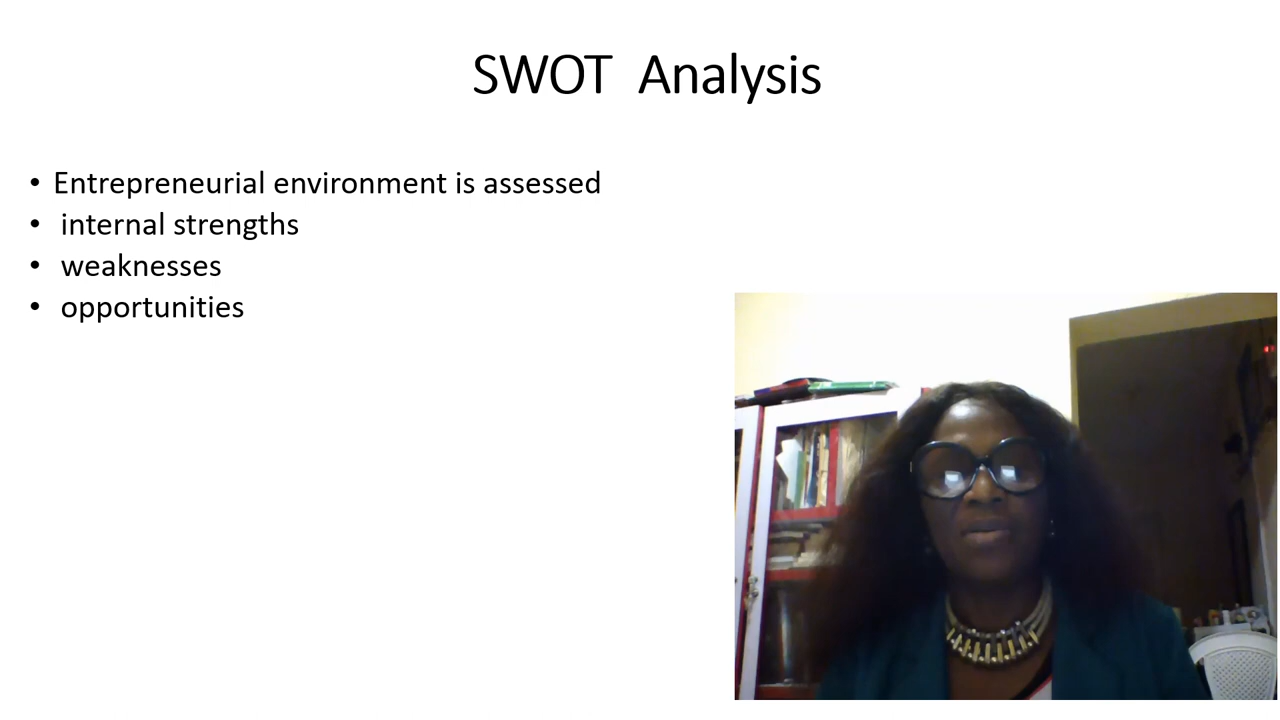 SWOT Analysis
• Entrepreneurial environment is assessed
• internal strengths
• weaknesses
• opportunities